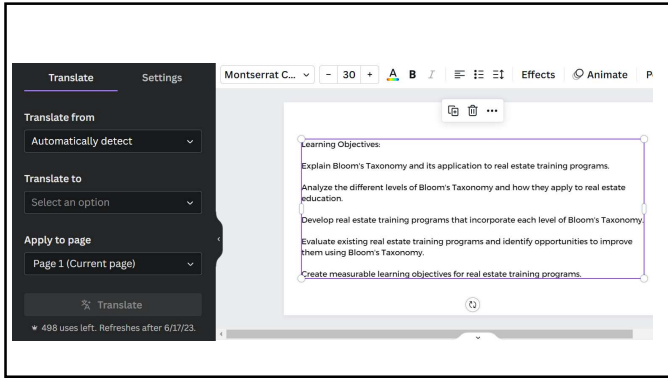 Translate Settings
Translate from
Automatically detect
Translate to
Select an option
Apply to page
Page 1 (Current page)
Translate
498 uses left. Refreshes after 6/17/23.
Montserrat C... - 30 + A B I Effects Animate
Learning Objectives:
Explain Bloom's Taxonomy and its application to real estate training programs.
Analyze the different levels of Bloom's Taxonomy and how they apply to real estate
education.
Develop real estate training programs that incorporate each level of Bloom's Taxonomy.
Evaluate existing real estate training programs and identify opportunities to improve
them using Bloom's Taxonomy.
Create measurable learning objectives for real estate training programs.